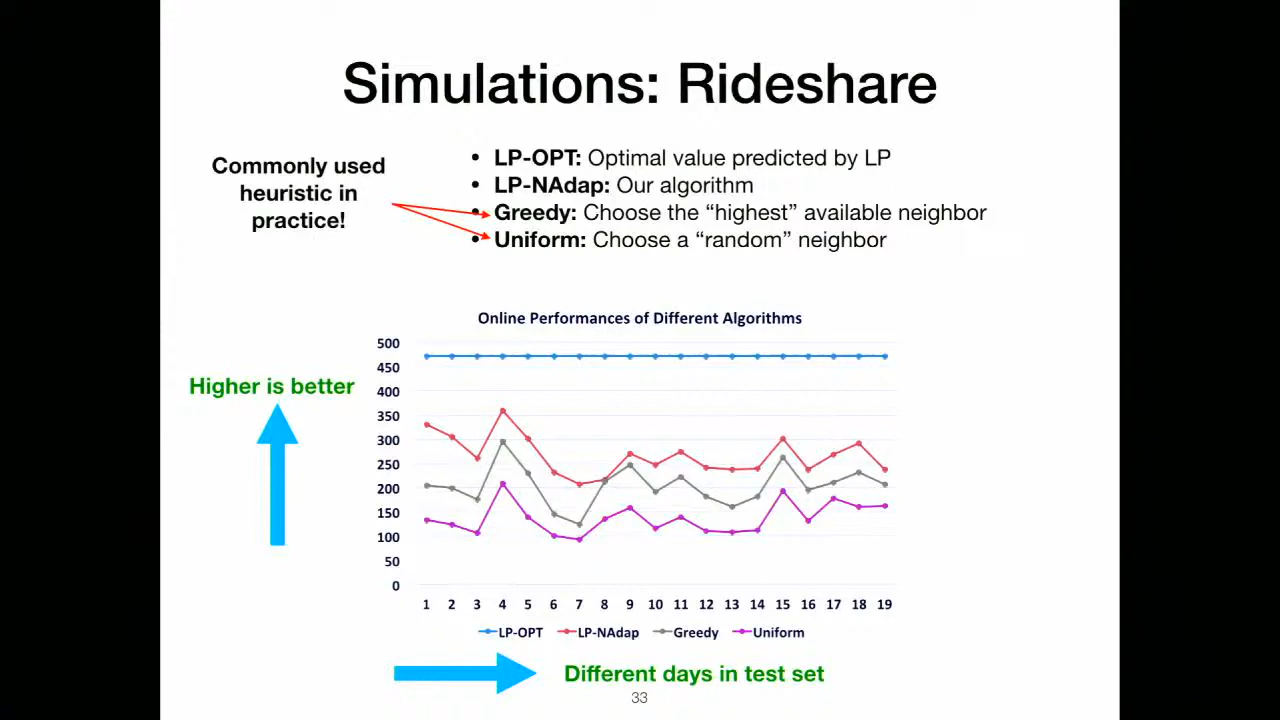 Simulations: Rideshare
Commonly used
heuristic in
practice!
• LP-OPT: Optimal value predicted by LP
• LP-NAdap: Our algorithm
• Greedy: Choose the “highest” available neighbor
• Uniform: Choose a “random” neighbor
Online Performances of Different Algorithms
Higher is better
500
450
400
350
300
250
200
150
100
50
0
1 2 3 4 5 6 7 8 9 10 11 12 13 14 15 16 17 18 19
LP-OPT LP-NAdap Greedy Uniform
Different days in test set
33